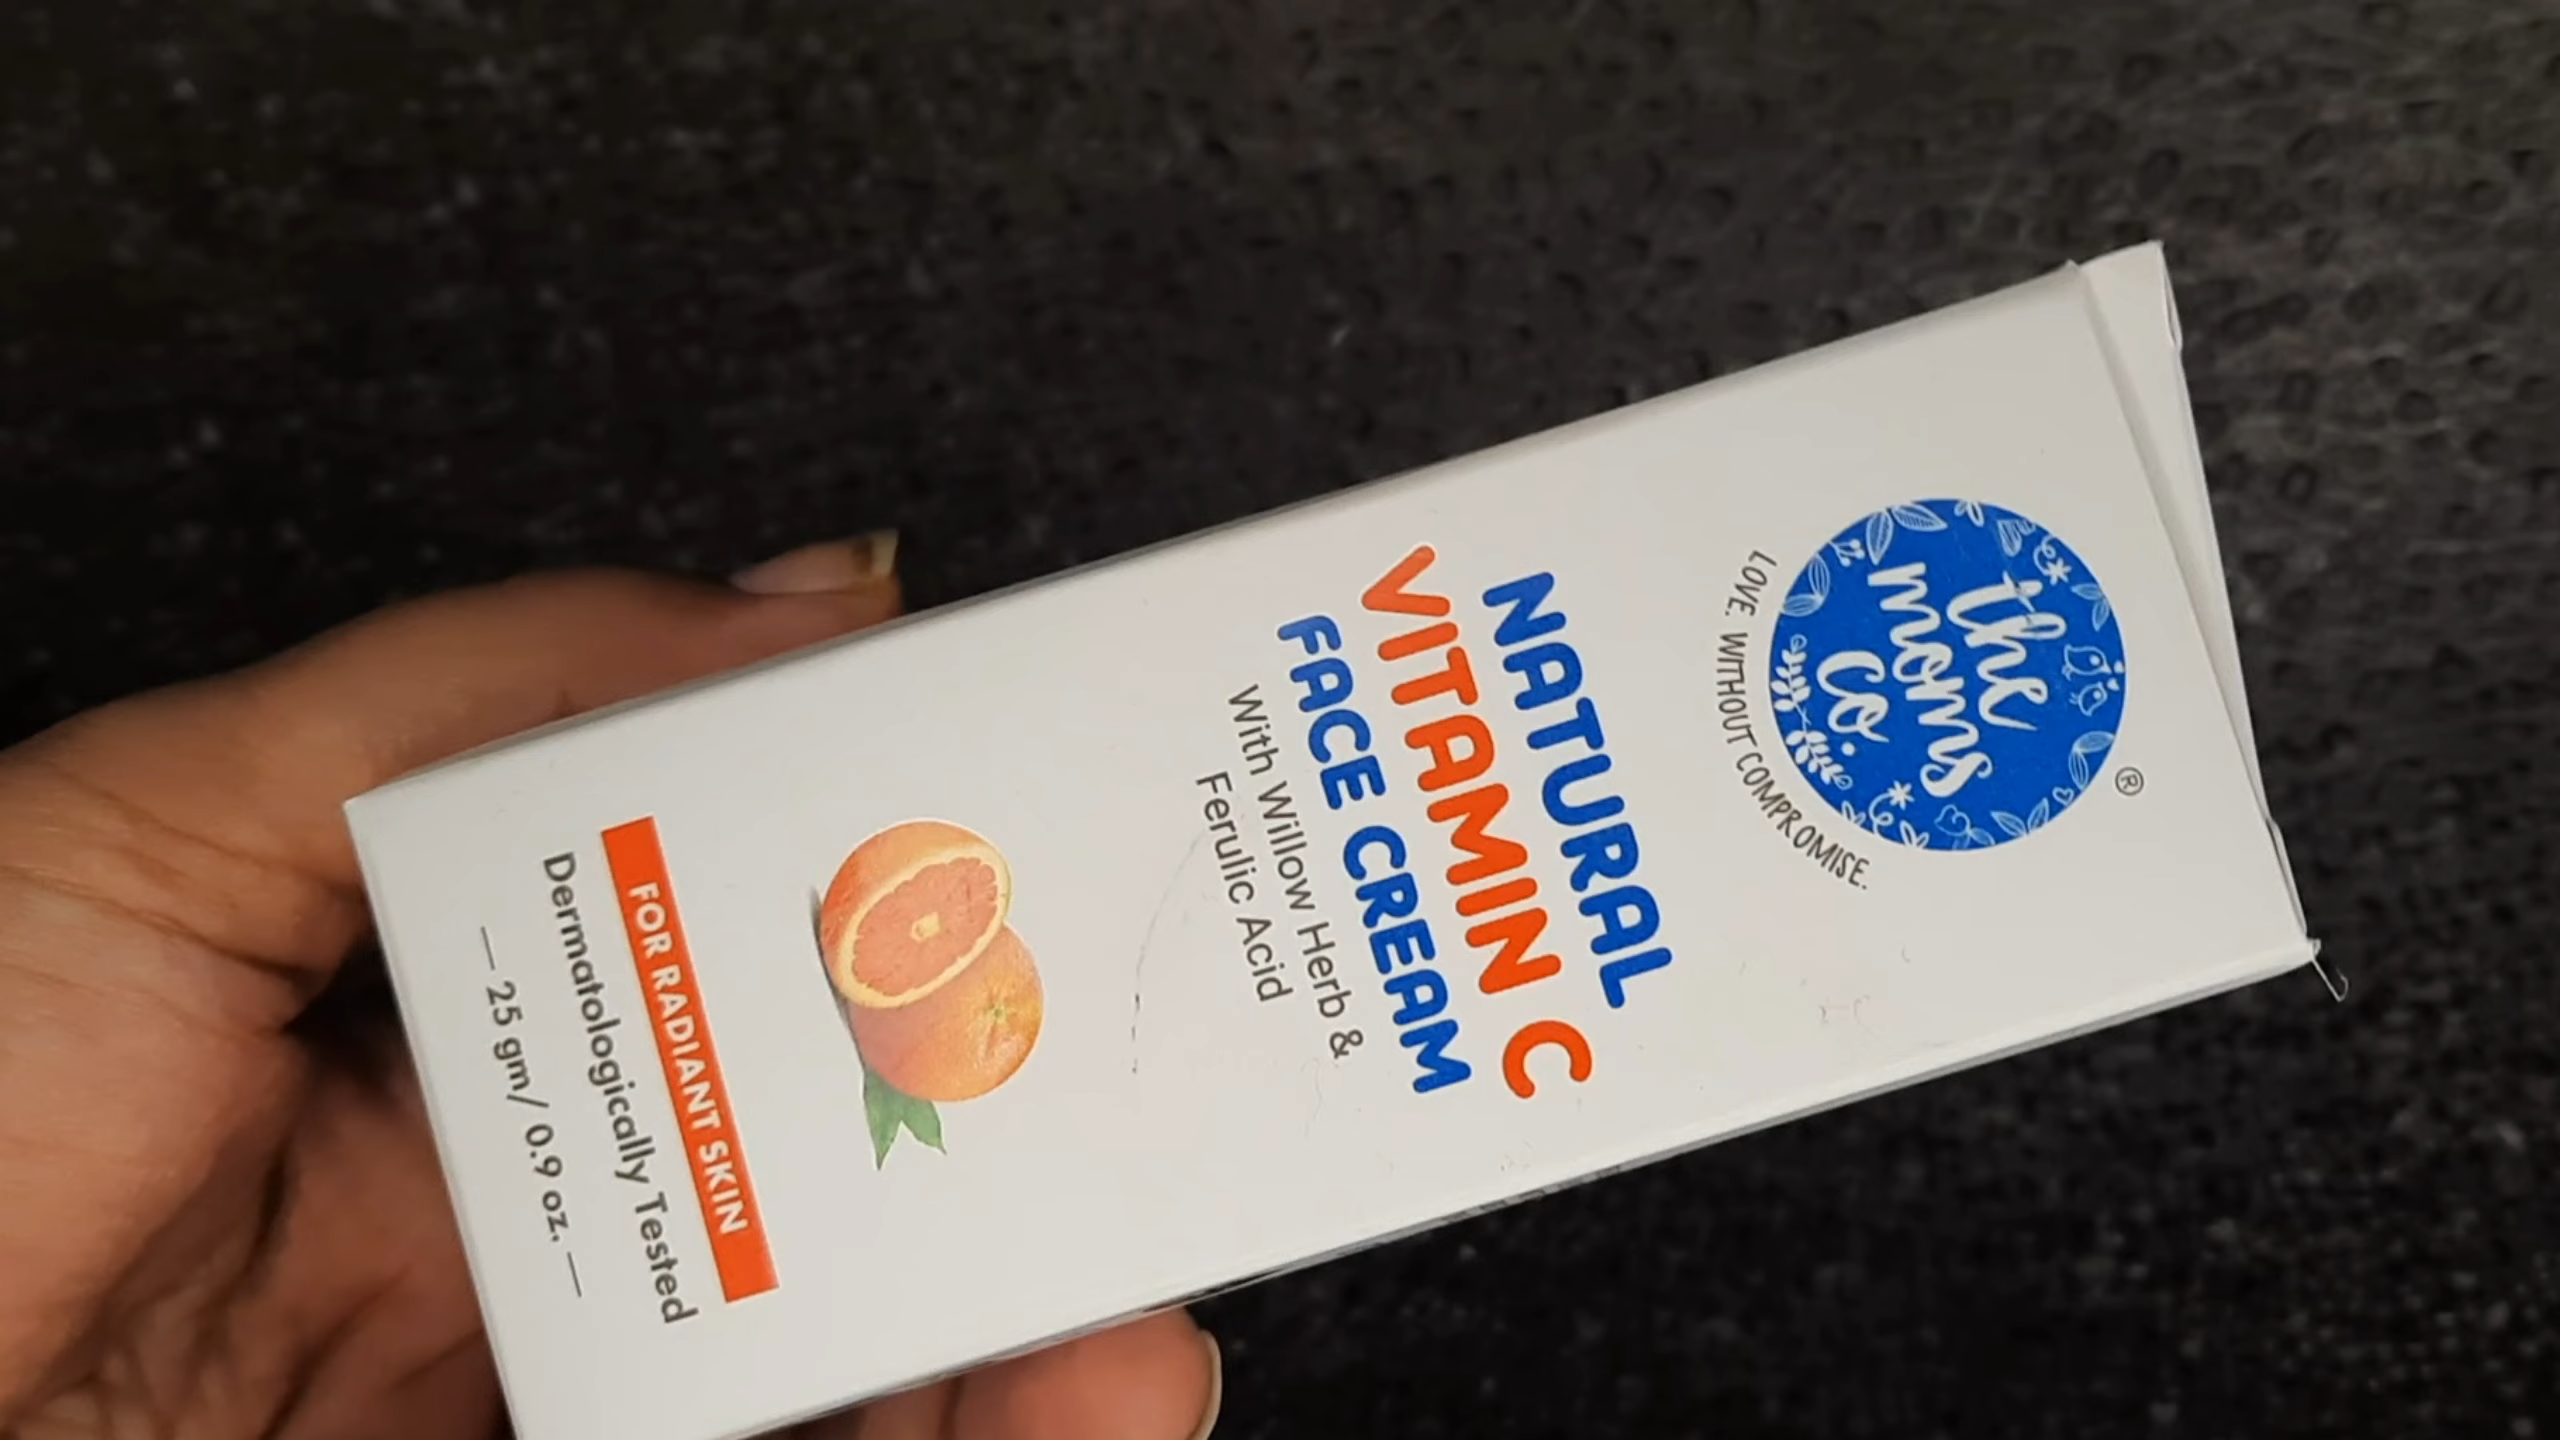 the
moms
co.
®
LOVE. WITHOUT COMPROMISE.
NATURAL
VITAMIN C
FACE CREAM
With Willow Herb &
Ferulic Acid
FOR RADIANT SKIN
Dermatologically Tested
— 25 gm/ 0.9 oz. —